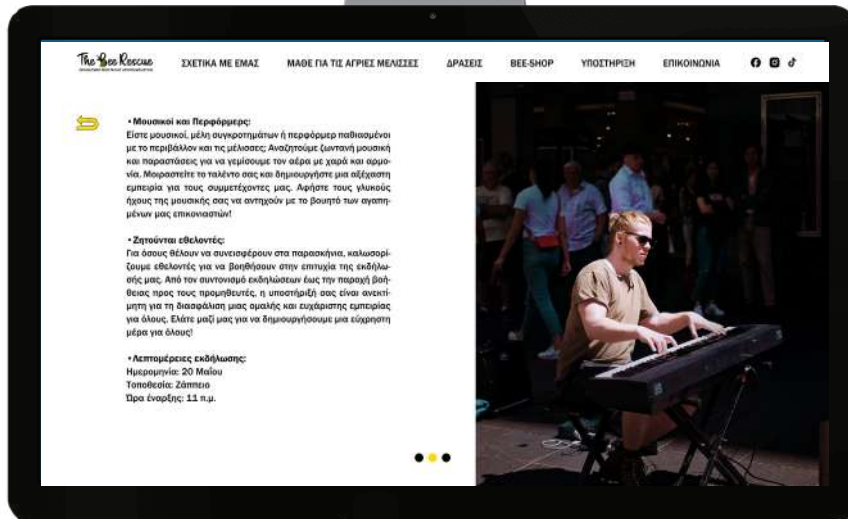 The Bee Rescue
ΣΧΕΤΙΚΑ ΜΕ ΕΜΑΣ
ΜΑΘΕ ΓΙΑ ΤΙΣ ΑΓΡΙΕΣ ΜΕΛΙΣΣΕΣ
ΔΡΑΣΕΙΣ
BEE-SHOP
ΥΠΟΣΤΗΡΙΞΗ
ΕΠΙΚΟΙΝΩΝΙΑ
• Μουσικοί και Περφόρμερς:
Είστε μουσικοί, μέλη συγκροτημάτων ή περφόρμερ παθιασμένοι
με το περιβάλλον και τις μέλισσες; Αναζητούμε ζωντανή μουσική
και παραστάσεις για να γεμίσουμε τον αέρα με χαρά και αρμο-
νία. Μοιραστείτε το ταλέντο σας και δημιουργήστε μια αξέχαστη
εμπειρία για τους συμμετέχοντες μας. Αφήστε τους γλυκούς
ήχους της μουσικής σας να αντηχούν με το βουητό των αγαπη-
μένων μας επικονιαστών!
• Ζητούνται εθελοντές:
Για όσους θέλουν να συνεισφέρουν στα παρασκήνια, καλωσορί-
ζουμε εθελοντές για να βοηθήσουν στην επιτυχία της εκδήλω-
σής μας. Από τον συντονισμό εκδηλώσεων έως την παροχή βοή-
θειας προς τους προμηθευτές, η υποστήριξή σας είναι ανεκτί-
μητη για τη διασφάλιση μιας ομαλής και ευχάριστης εμπειρίας
για όλους. Ελάτε μαζί μας για να δημιουργήσουμε μια εύχρηστη
μέρα για όλους!
• Λεπτομέρειες εκδήλωσης:
Ημερομηνία: 20 Μαΐου
Τοποθεσία: Ζάππειο
Ώρα έναρξης: 11 π.μ.